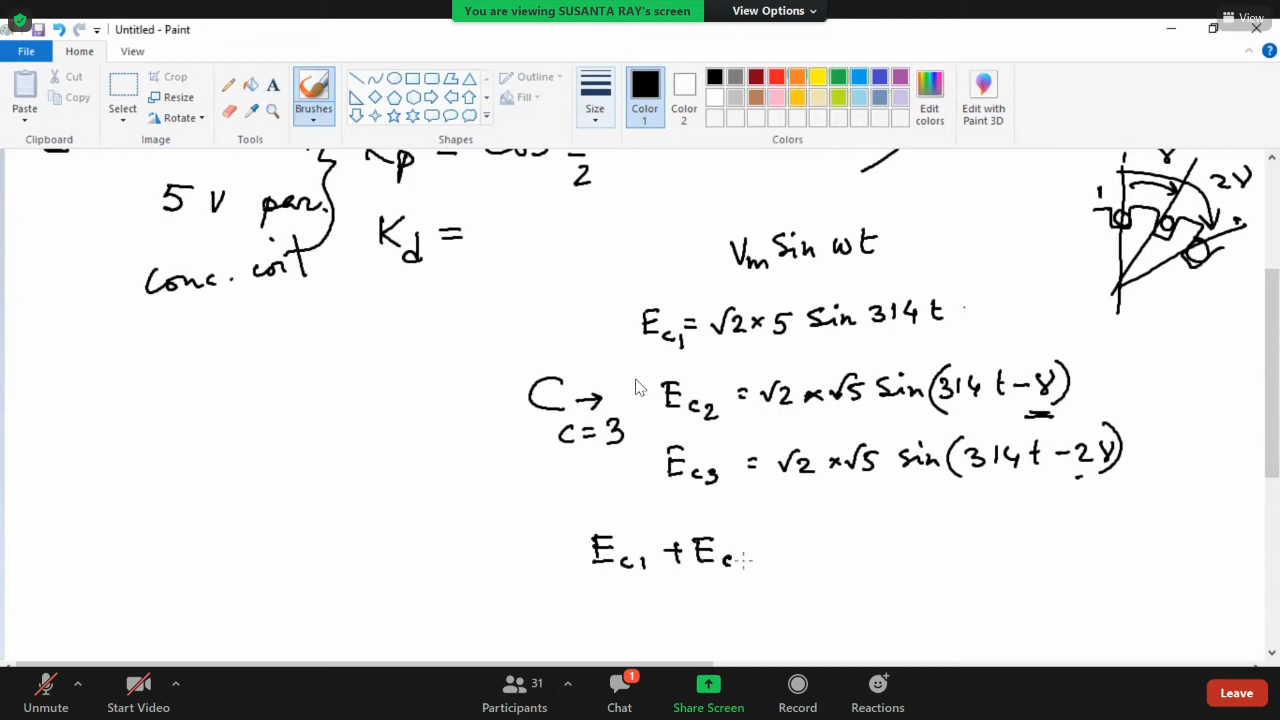 You are viewing SUSANTA RAY's screen
View Options
View
Untitled - Paint
File
Home
View
Paste
Cut
Copy
Clipboard
Select
Crop
Resize
Rotate
Image
Tools
Brushes
Shapes
Outline
Fill
Size
Color 1
Color 2
Edit colors
Colors
Edit with Paint 3D
Kp = 
2
5 V par.
conc. coil
Kd =
Vm Sin ωt
Ec1 = √2 × 5 Sin 314 t
C →
c = 3
Ec2 = √2 × √5 Sin(314 t - γ)
Ec3 = √2 × √5 sin(314 t - 2γ)
Ec1 + Ec
γ
2γ
1
Unmute
Start Video
31
Participants
1
Chat
Share Screen
Record
Reactions
Leave